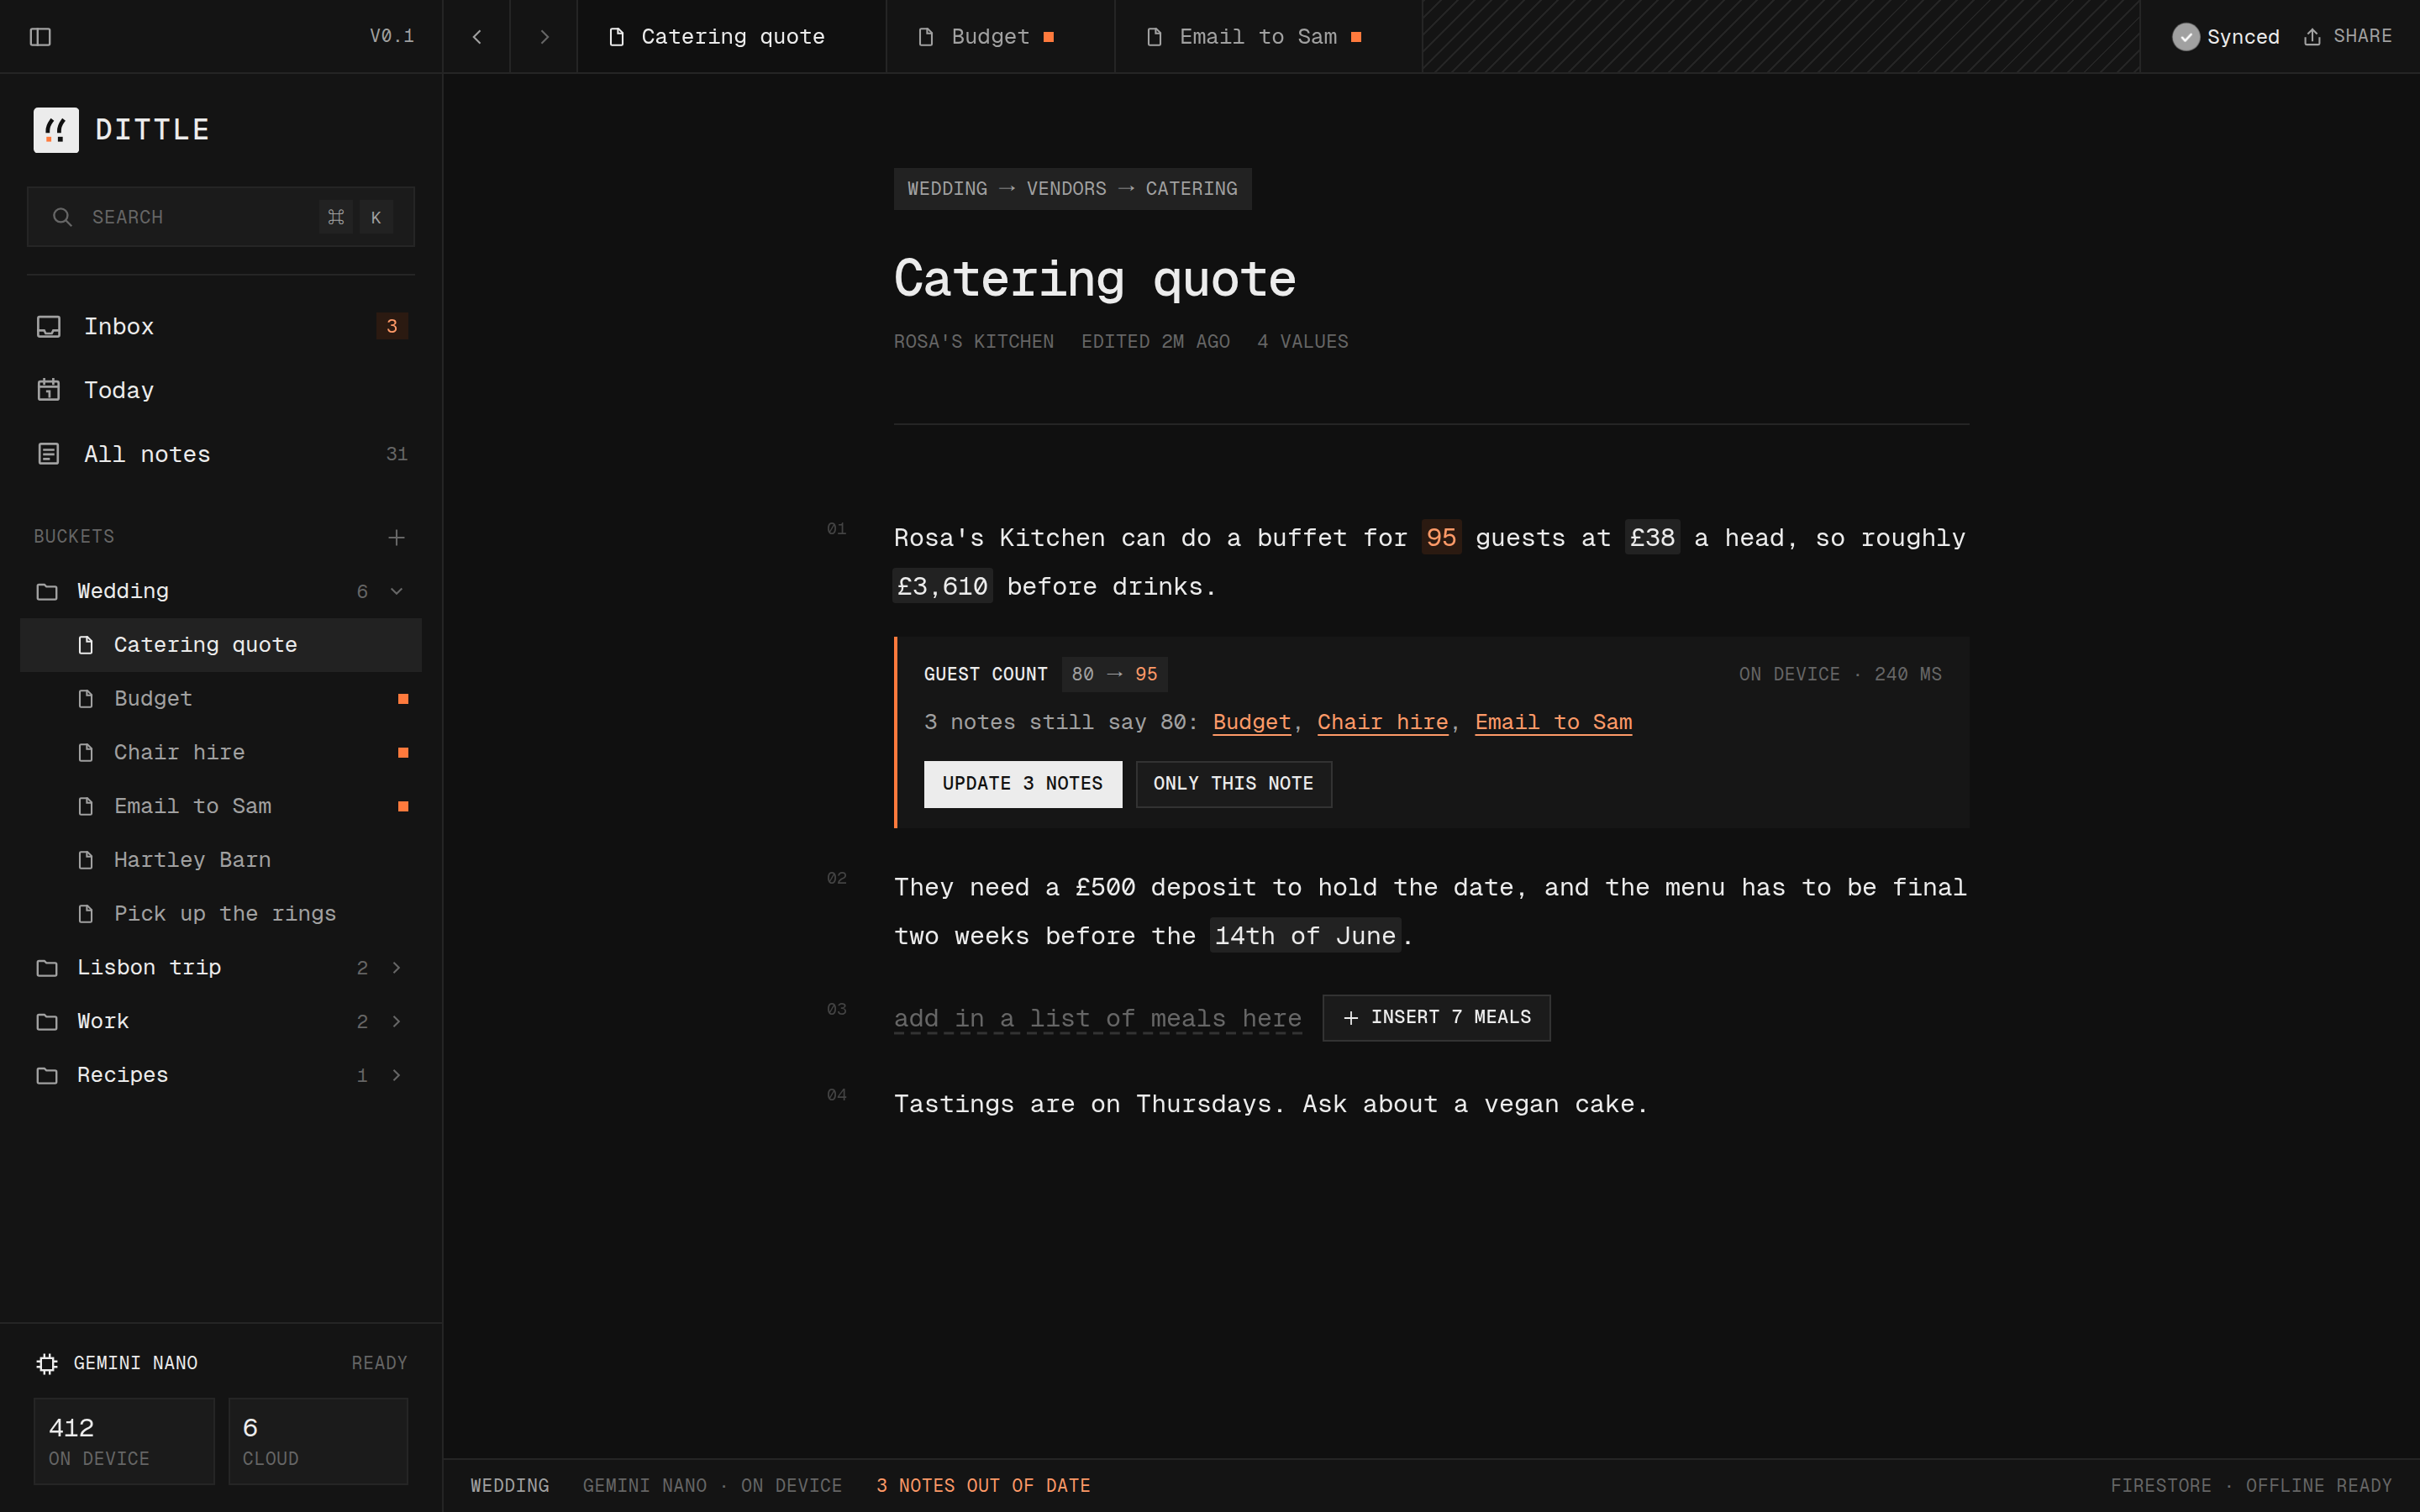 V0.1
Catering quote
Budget
Email to Sam
Synced
SHARE
DITTLE
SEARCH
⌘ K
Inbox 3
Today
All notes 31
BUCKETS
Wedding 6
Catering quote
Budget
Chair hire
Email to Sam
Hartley Barn
Pick up the rings
Lisbon trip 2
Work 2
Recipes 1
GEMINI NANO READY
412
ON DEVICE
6
CLOUD
WEDDING → VENDORS → CATERING
Catering quote
ROSA'S KITCHEN EDITED 2M AGO 4 VALUES
01
Rosa's Kitchen can do a buffet for 95 guests at £38 a head, so roughly
£3,610 before drinks.
GUEST COUNT 80 → 95 ON DEVICE · 240 MS
3 notes still say 80: Budget, Chair hire, Email to Sam
UPDATE 3 NOTES ONLY THIS NOTE
02
They need a £500 deposit to hold the date, and the menu has to be final
two weeks before the 14th of June.
03
add in a list of meals here + INSERT 7 MEALS
04
Tastings are on Thursdays. Ask about a vegan cake.
WEDDING GEMINI NANO · ON DEVICE 3 NOTES OUT OF DATE FIRESTORE · OFFLINE READY